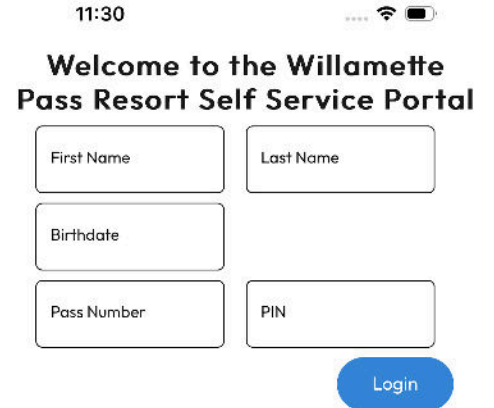 11:30
Welcome to the Willamette
Pass Resort Self Service Portal
First Name
Last Name
Birthdate
Pass Number
PIN
Login